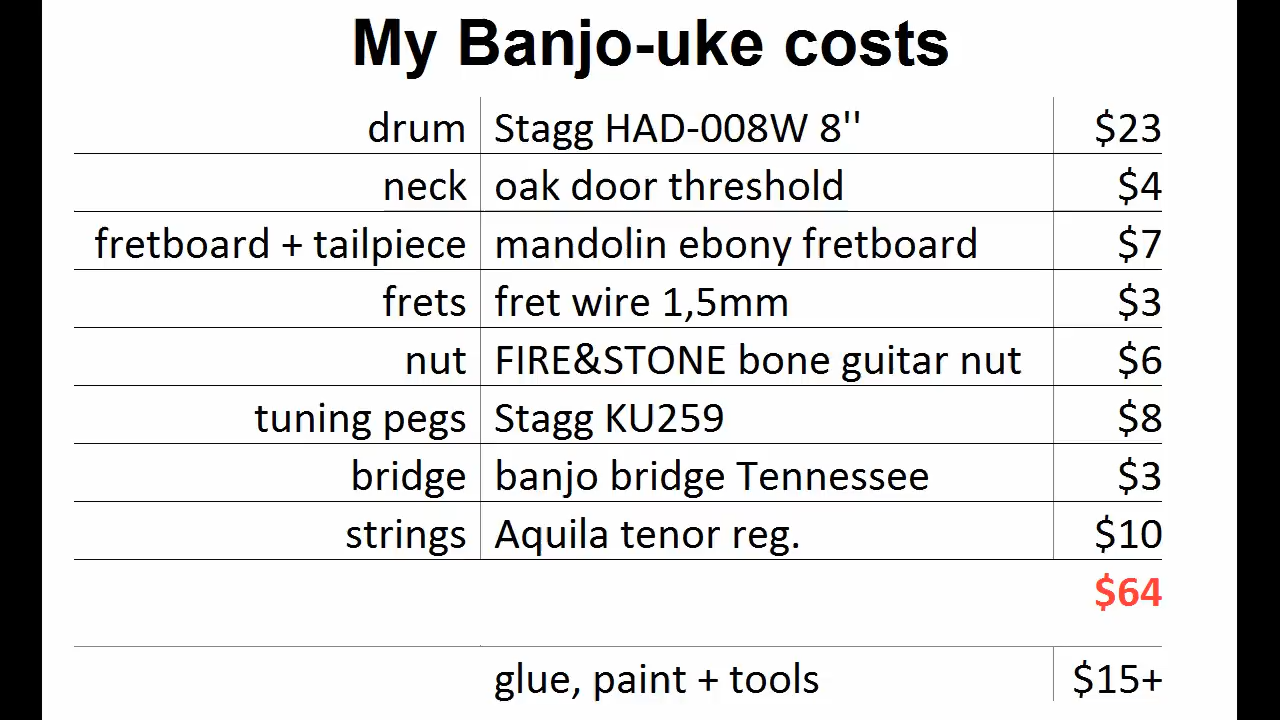 My Banjo-uke costs
drum Stagg HAD-008W 8'' $23
neck oak door threshold $4
fretboard + tailpiece mandolin ebony fretboard $7
frets fret wire 1,5mm $3
nut FIRE&STONE bone guitar nut $6
tuning pegs Stagg KU259 $8
bridge banjo bridge Tennessee $3
strings Aquila tenor reg. $10
$64
glue, paint + tools $15+